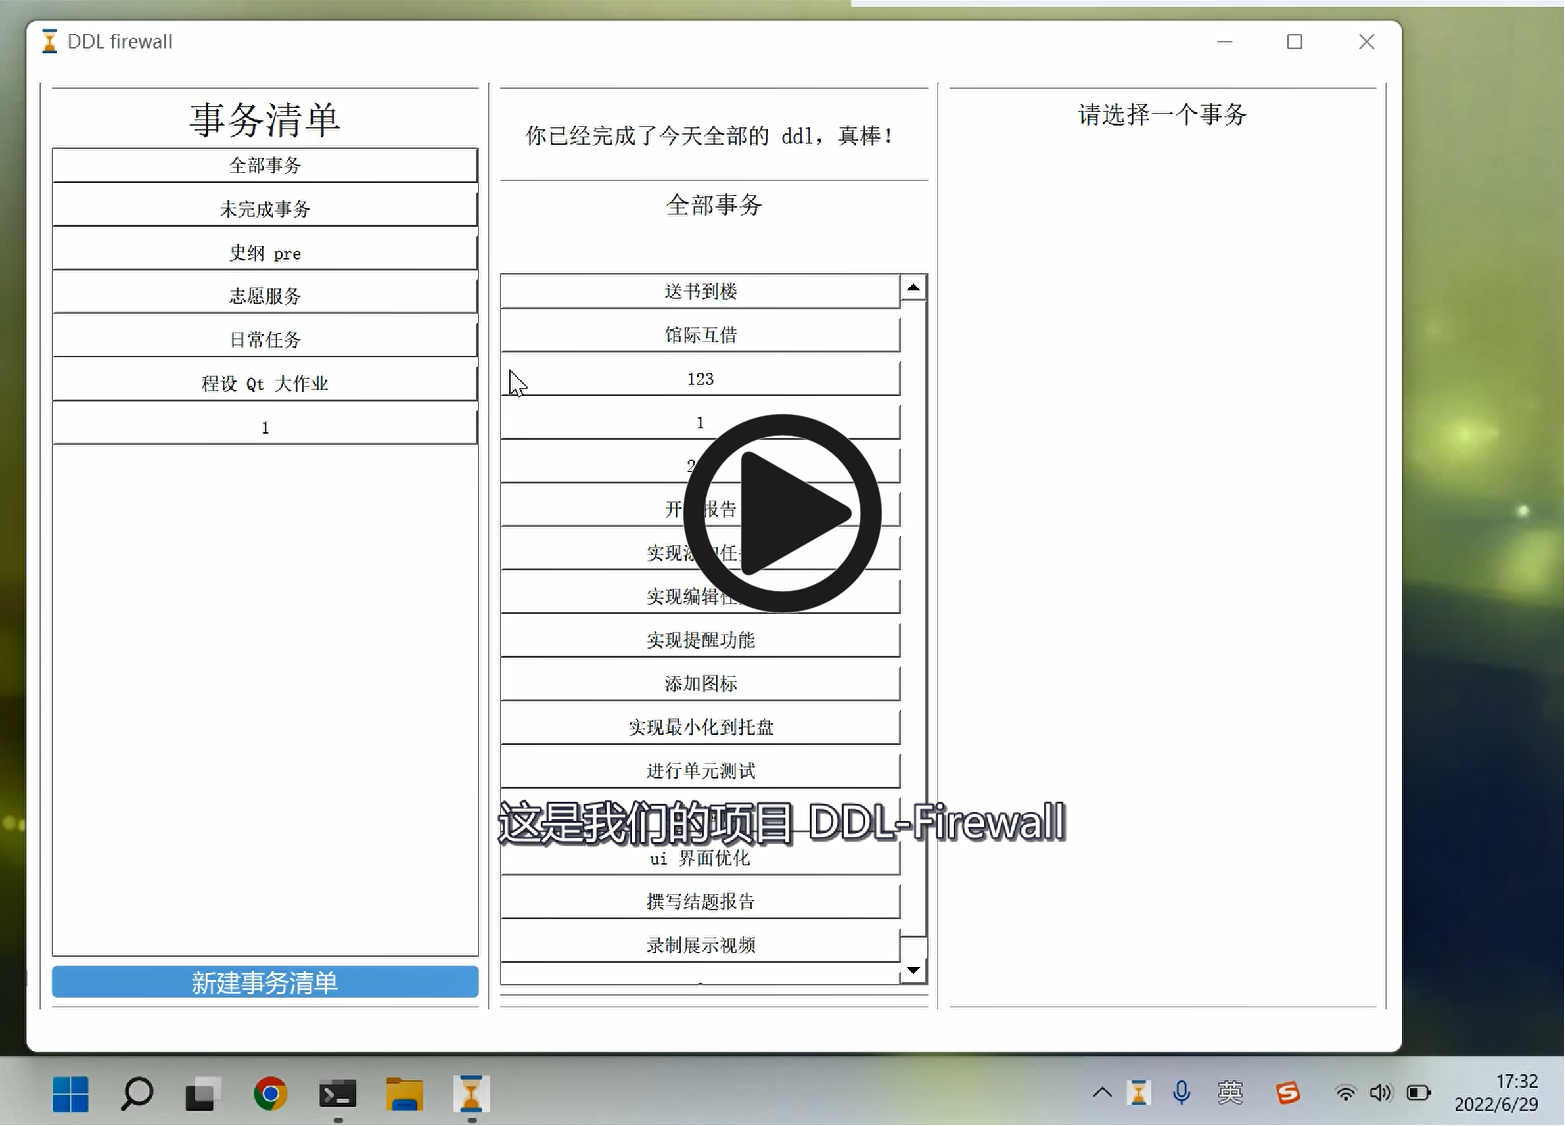 DDL firewall
事务清单
全部事务
未完成事务
史纲 pre
志愿服务
日常任务
程设 Qt 大作业
1
新建事务清单
你已经完成了今天全部的 ddl，真棒！
全部事务
送书到楼
馆际互借
123
1
2
开 报告
实现 任
实现编辑
实现提醒功能
添加图标
实现最小化到托盘
进行单元测试
这是我们的项目 DDL-Firewall
ui 界面优化
撰写结题报告
录制展示视频
请选择一个事务
英
17:32
2022/6/29